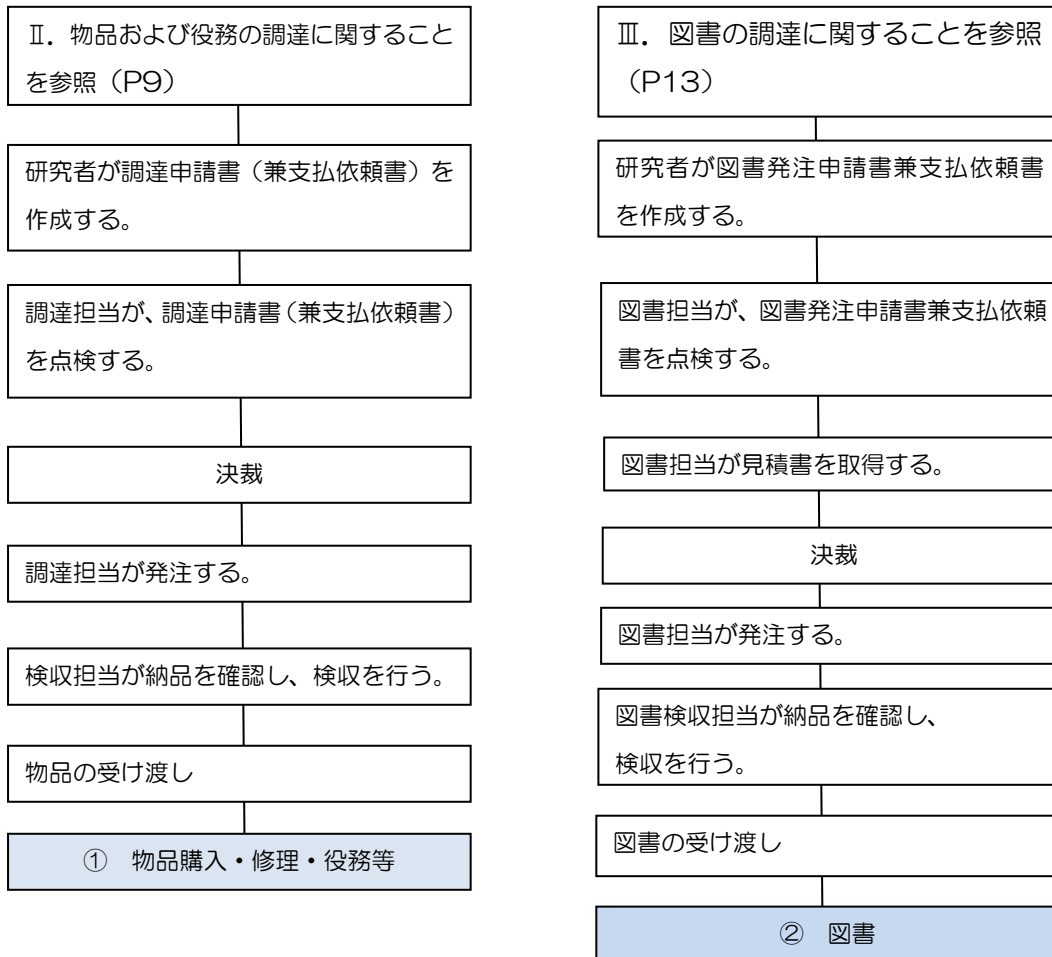 Ⅱ．物品および役務の調達に関すること
を参照（P9）
研究者が調達申請書（兼支払依頼書）を
作成する。
調達担当が、調達申請書（兼支払依頼書）
を点検する。
決裁
調達担当が発注する。
検収担当が納品を確認し、検収を行う。
物品の受け渡し
①　物品購入・修理・役務等
Ⅲ．図書の調達に関することを参照
（P13）
研究者が図書発注申請書兼支払依頼書
を作成する。
図書担当が、図書発注申請書兼支払依頼
書を点検する。
図書担当が見積書を取得する。
決裁
図書担当が発注する。
図書検収担当が納品を確認し、
検収を行う。
図書の受け渡し
②　図書